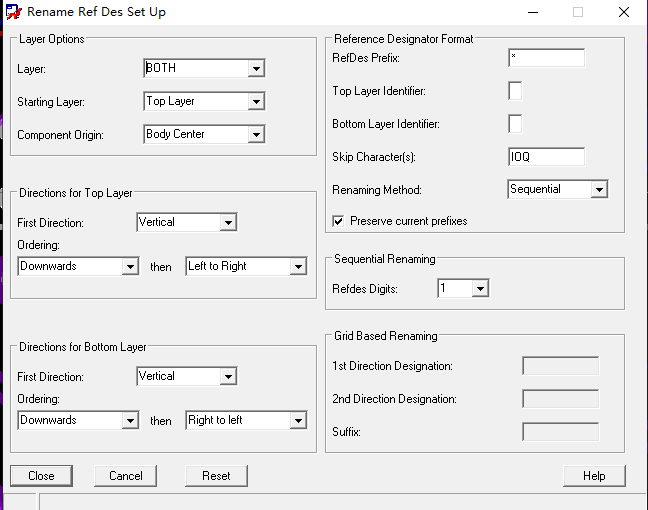 Rename Ref Des Set Up
Layer Options
Layer: BOTH
Starting Layer: Top Layer
Component Origin: Body Center
Directions for Top Layer
First Direction: Vertical
Ordering:
Downwards then Left to Right
Directions for Bottom Layer
First Direction: Vertical
Ordering:
Downwards then Right to left
Reference Designator Format
RefDes Prefix: *
Top Layer Identifier:
Bottom Layer Identifier:
Skip Character(s): IOQ
Renaming Method: Sequential
Preserve current prefixes
Sequential Renaming
Refdes Digits: 1
Grid Based Renaming
1st Direction Designation:
2nd Direction Designation:
Suffix:
Close Cancel Reset Help